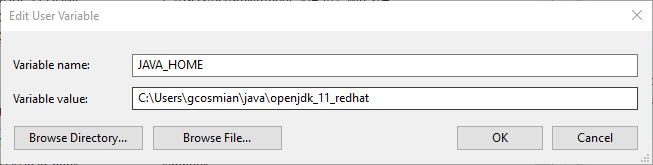 Edit User Variable
Variable name: JAVA_HOME
Variable value: C:\Users\gcosmian\java\openjdk_11_redhat
Browse Directory... Browse File... OK Cancel